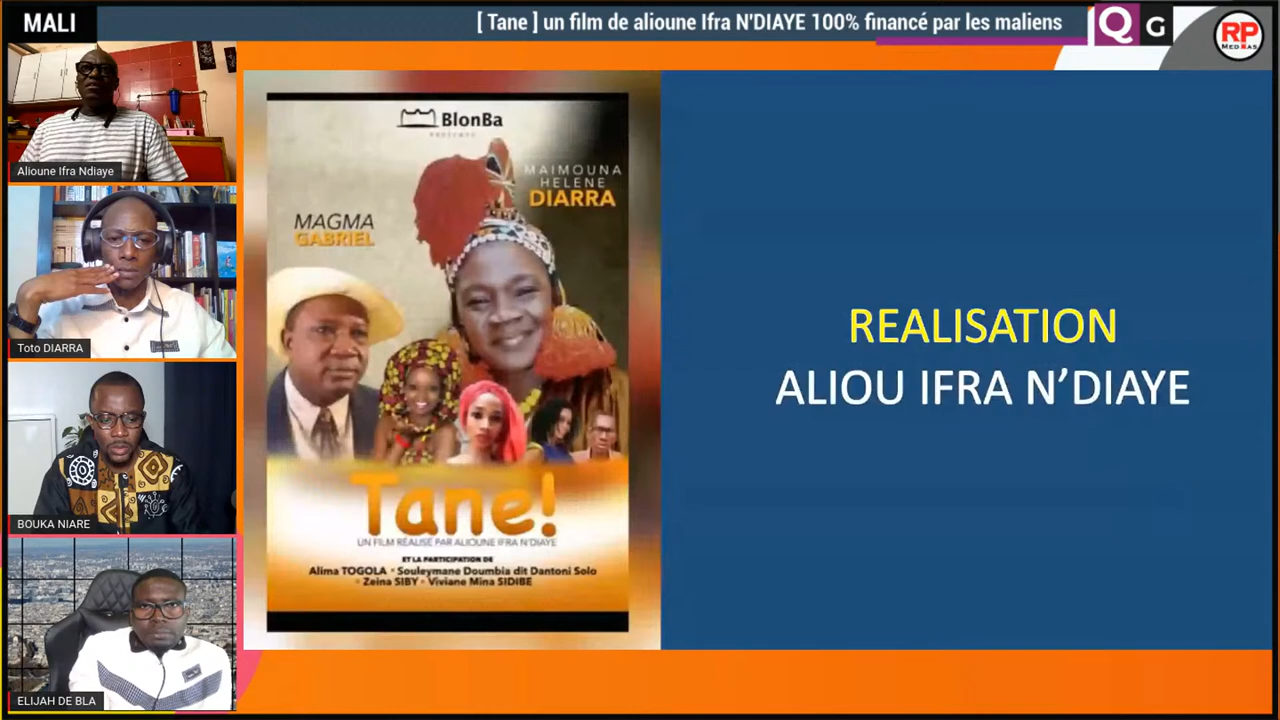 MALI
[ Tane ] un film de alioune Ifra N'DIAYE 100% financé par les maliens
Q G
RP
MEDIAS
Alioune Ifra Ndiaye
Toto DIARRA
BOUKA NIARE
ELIJAH DE BLA
BlonBa
MAIMOUNA
HELENE
DIARRA
MAGMA
GABRIEL
Tane!
UN FILM RÉALISÉ PAR ALIOUNE IFRA N'DIAYE
ET LA PARTICIPATION DE
Alima TOGOLA • Souleymane Doumbia dit Dantoni Solo
• Zeina SIBY • Viviane Mina SIDIBE
REALISATION
ALIOU IFRA N’DIAYE